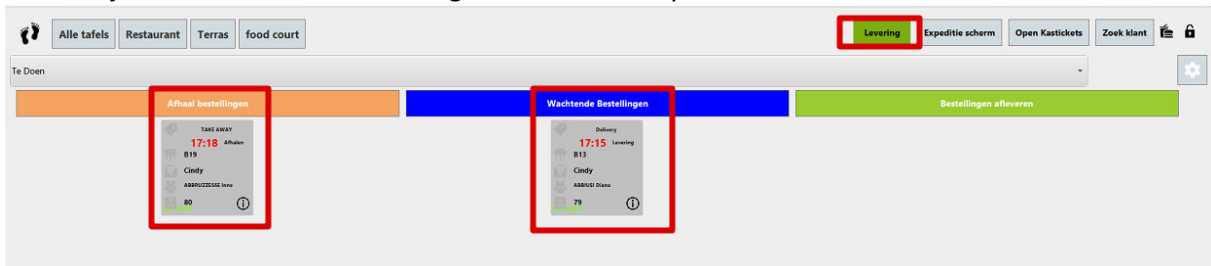 Alle tafels Restaurant Terras food court Levering Expeditie scherm Open Kastickets Zoek klant
Te Doen
Afhaal bestellingen Wachtende Bestellingen Bestellingen afleveren
TAKE AWAY
17:18 Afhalen
B19
Cindy
ABBRUZZESSE Inne
80
Delivery
17:15 Levering
B13
Cindy
ABBIUSI Diana
79